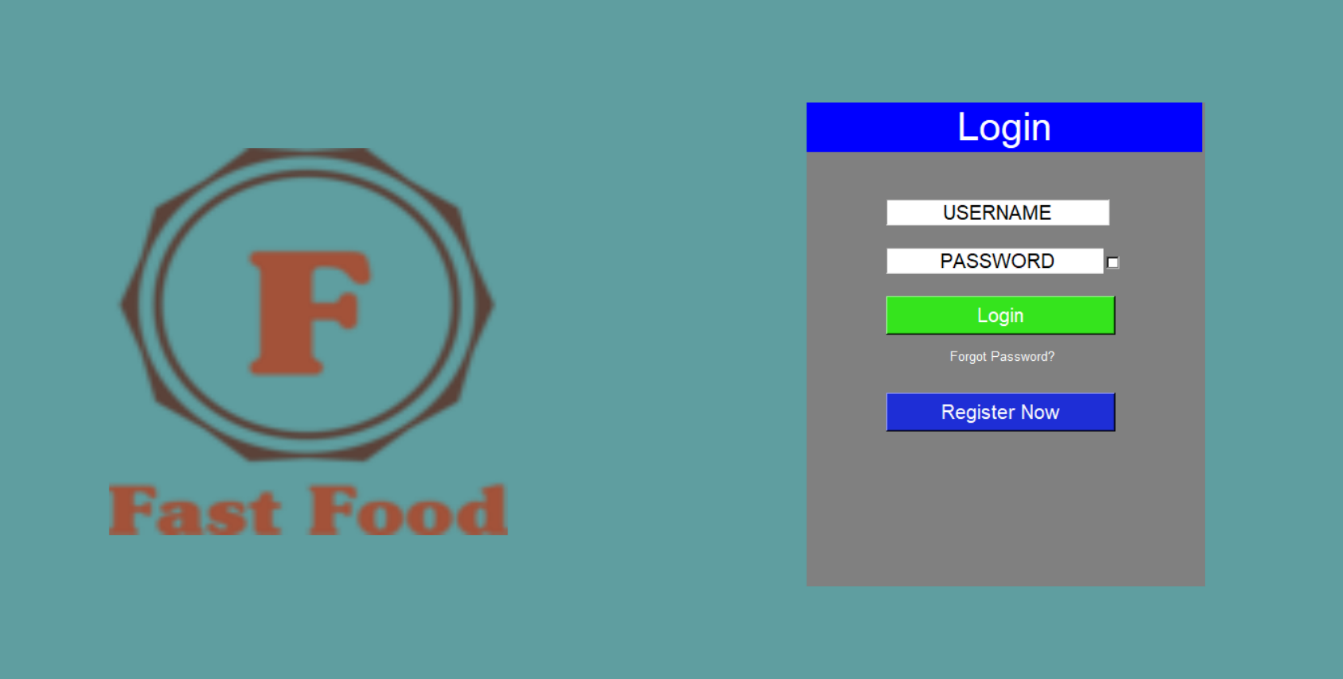 F
Fast Food
Login
USERNAME
PASSWORD
Login
Forgot Password?
Register Now